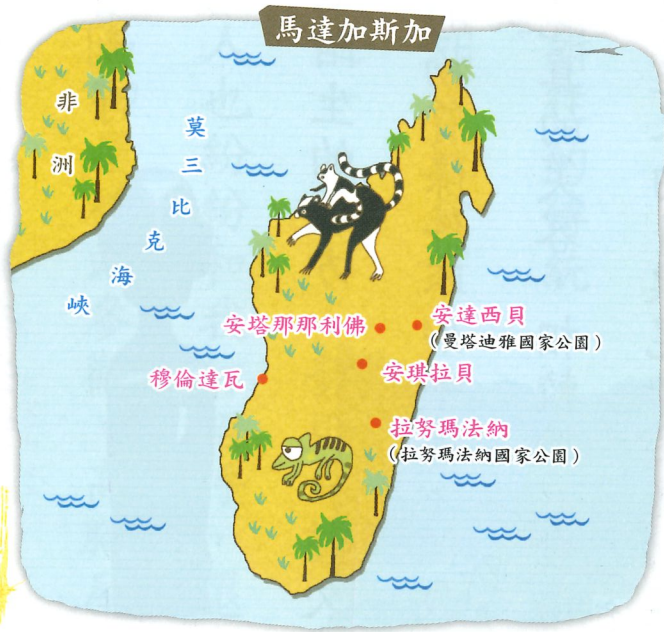 馬達加斯加
非洲
莫三比克海峽
安塔那那利佛
安達西貝
(曼塔迪雅國家公園)
穆倫達瓦
安琪拉貝
拉努瑪法納
(拉努瑪法納國家公園)